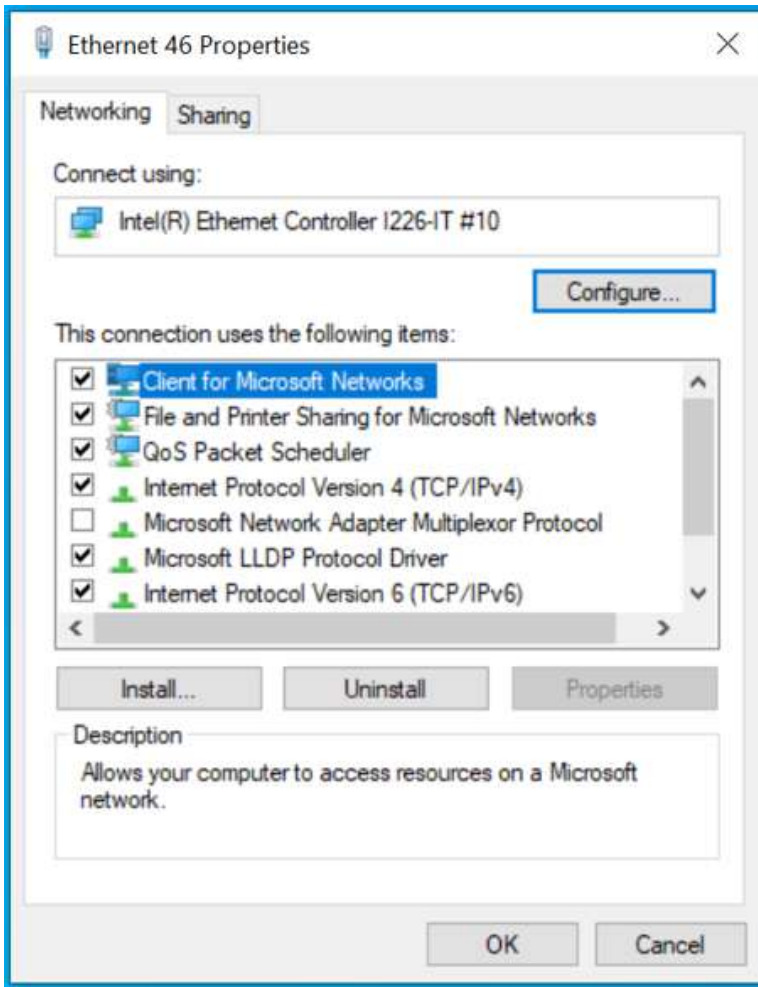 Ethernet 46 Properties
Networking
Sharing
Connect using:
Intel(R) Ethernet Controller I226-IT #10
Configure...
This connection uses the following items:
Client for Microsoft Networks
File and Printer Sharing for Microsoft Networks
QoS Packet Scheduler
Internet Protocol Version 4 (TCP/IPv4)
Microsoft Network Adapter Multiplexor Protocol
Microsoft LLDP Protocol Driver
Internet Protocol Version 6 (TCP/IPv6)
Install...
Uninstall
Properties
Description
Allows your computer to access resources on a Microsoft
network.
OK
Cancel